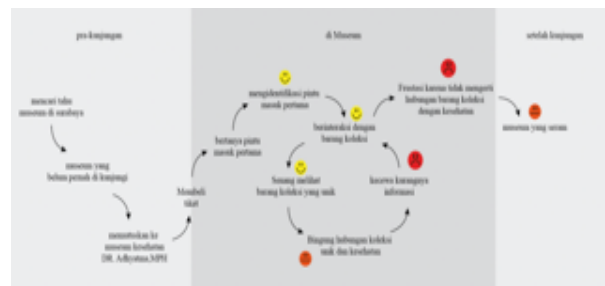 pra-kunjungan
di Museum
setelah kunjungan
mencari tahu
museum di surabaya
museum yang
belum pernah di kunjungi
memutuskan ke
museum kesehatan
DR. Adhyatma,MPH
Membeli
tiket
bertanya pintu
masuk pertama
mengidentifikasi pintu
masuk pertama
berinteraksi dengan
barang koleksi
Senang melihat
barang koleksi yang unik
Bingung hubungan koleksi
unik dan kesehatan
kecewa kurangnya
informasi
Frustasi karena tidak mengerti
hubungan barang koleksi
dengan kesehatan
museum yang seram